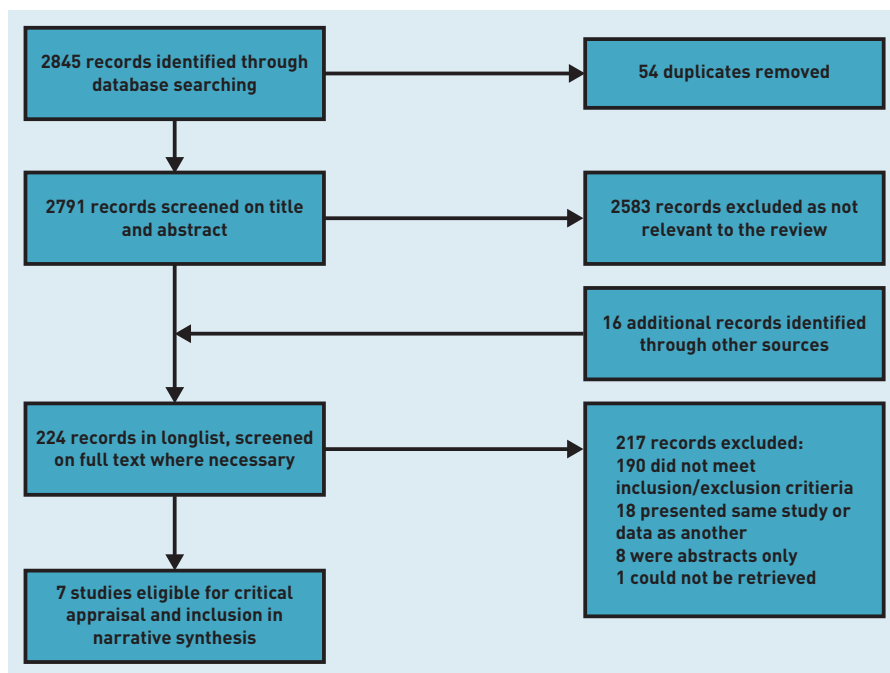 2845 records identified through
database searching
54 duplicates removed
2791 records screened on title
and abstract
2583 records excluded as not
relevant to the review
16 additional records identified
through other sources
224 records in longlist, screened
on full text where necessary
217 records excluded:
190 did not meet
inclusion/exclusion critieria
18 presented same study or
data as another
8 were abstracts only
1 could not be retrieved
7 studies eligible for critical
appraisal and inclusion in
narrative synthesis